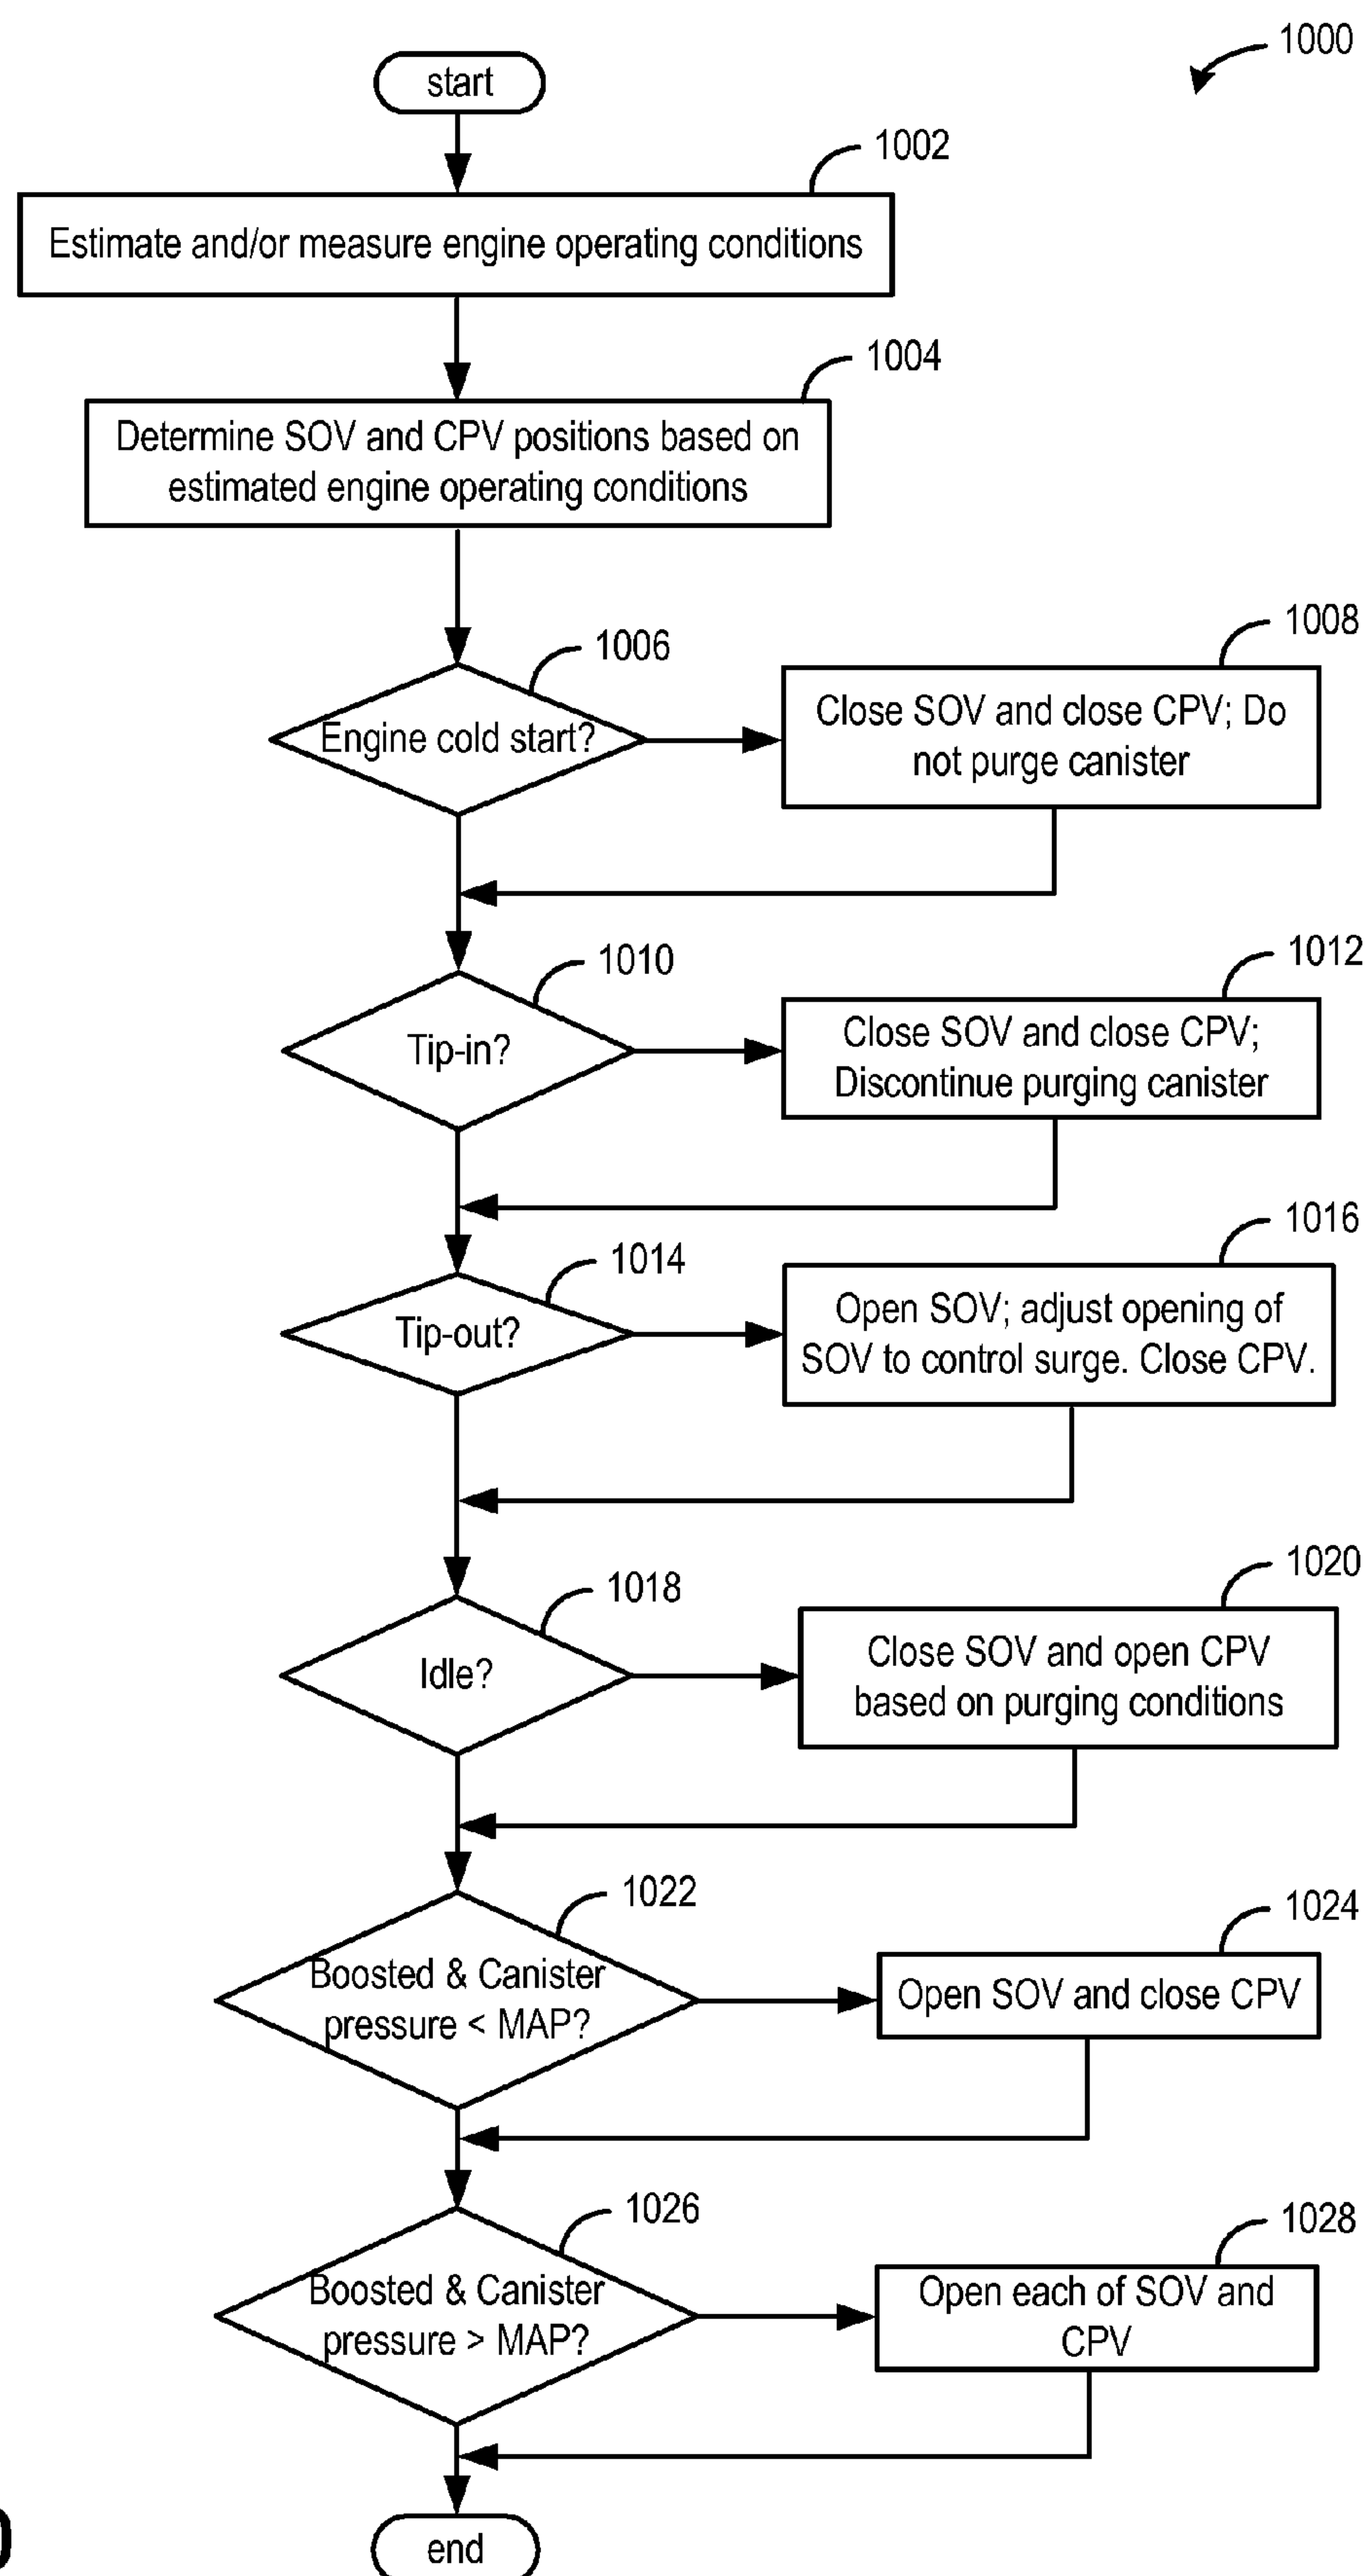 1000
start
1002
Estimate and/or measure engine operating conditions
1004
Determine SOV and CPV positions based on
estimated engine operating conditions
1006
Engine cold start?
1008
Close SOV and close CPV; Do
not purge canister
1010
Tip-in?
1012
Close SOV and close CPV;
Discontinue purging canister
1014
Tip-out?
1016
Open SOV; adjust opening of
SOV to control surge. Close CPV.
1018
Idle?
1020
Close SOV and open CPV
based on purging conditions
1022
Boosted & Canister
pressure < MAP?
1024
Open SOV and close CPV
1026
Boosted & Canister
pressure > MAP?
1028
Open each of SOV and
CPV
end